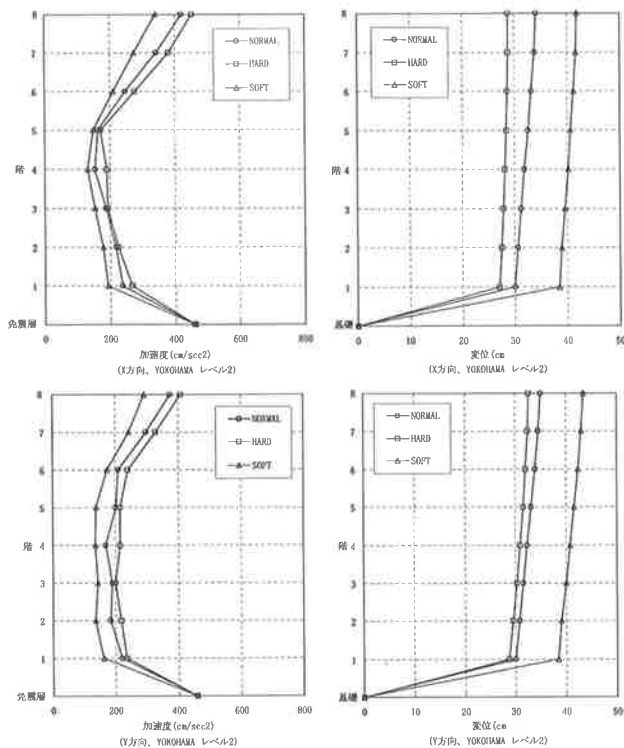 R
7
6
5
階 4
3
2
1
免震層
0 200 400 600 800
加速度(cm/sec2)
(X方向、YOKOHAMA レベル2)
NORMAL
HARD
SOFT
R
7
6
5
階 4
3
2
1
基礎
0 10 20 30 40 50
変位(cm
(X方向、YOKOHAMA レベル2)
NORMAL
HARD
SOFT
R
7
6
5
階 4
3
2
1
免震層
0 200 400 600 800
加速度(cm/sec2)
(Y方向、YOKOHAMA レベル2)
NORMAL
HARD
SOFT
R
7
6
5
階 4
3
2
1
基礎
0 10 20 30 40 50
変位(cm
(Y方向、YOKOHAMA レベル2)
NORMAL
HARD
SOFT